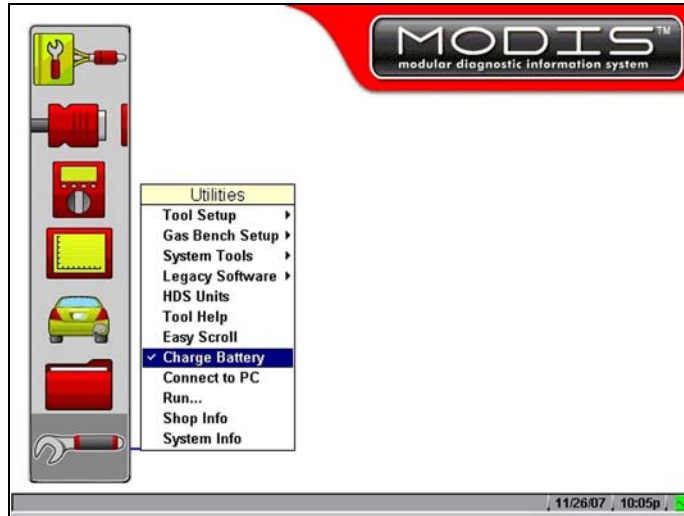 MODIS™
modular diagnostic information system
Utilities
Tool Setup
Gas Bench Setup
System Tools
Legacy Software
HDS Units
Tool Help
Easy Scroll
✓ Charge Battery
Connect to PC
Run...
Shop Info
System Info
11/26/07 10:05p